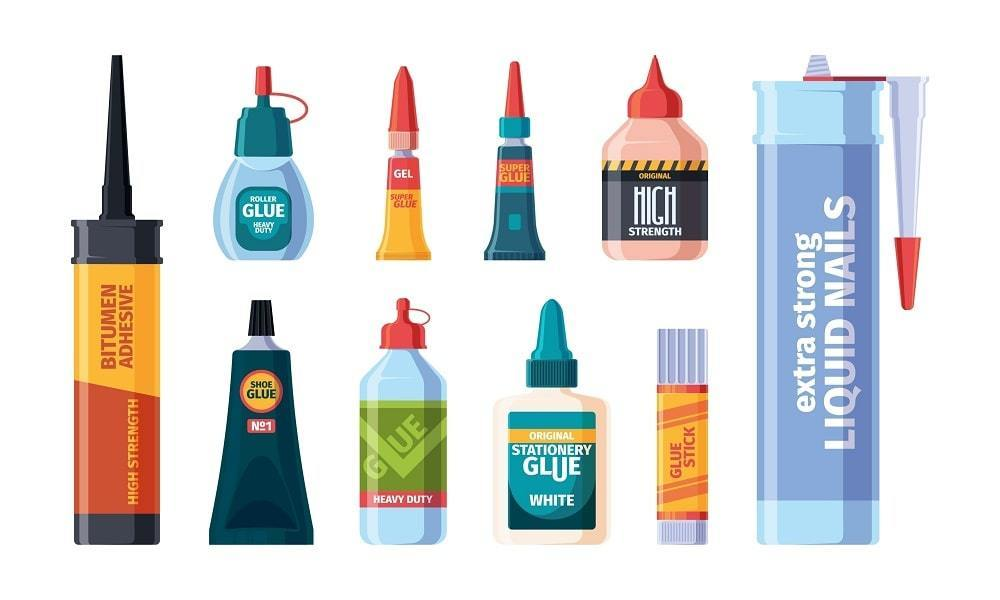 BITUMEN
ADHESIVE
HIGH STRENGTH
ROLLER
GLUE
HEAVY
DUTY
GEL
SUPER
GLUE
SUPER
GLUE
ORIGINAL
HIGH
STRENGTH
extra strong
LIQUID NAILS
SHOE
GLUE
Nº1
GLUE
HEAVY DUTY
ORIGINAL
STATIONERY
GLUE
WHITE
GLUE
STICK